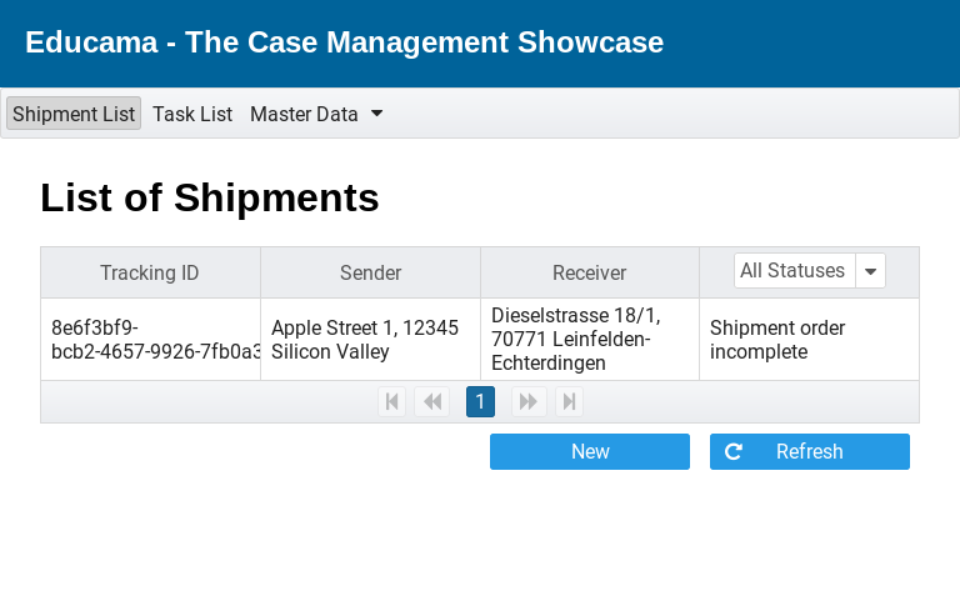 Educama - The Case Management Showcase
Shipment List Task List Master Data
List of Shipments
Tracking ID Sender Receiver All Statuses
8e6f3bf9-
bcb2-4657-9926-7fb0a3
Apple Street 1, 12345
Silicon Valley
Dieselstrasse 18/1,
70771 Leinfelden-
Echterdingen
Shipment order
incomplete
1
New Refresh